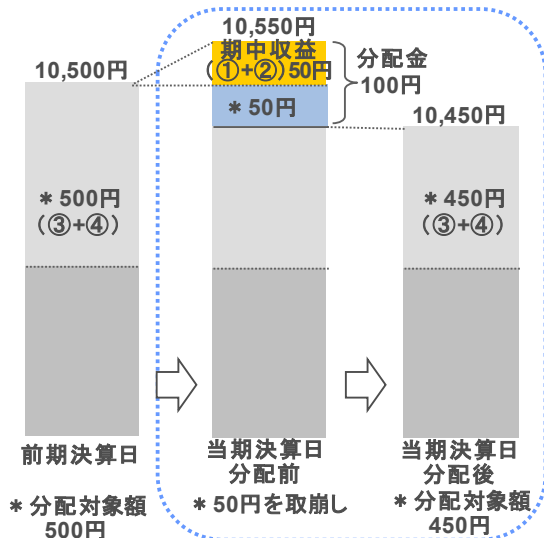 10,500円
＊500円
（③+④）
前期決算日
＊分配対象額
500円
10,550円
期中収益
（①+②）50円
＊50円
分配金
100円
当期決算日
分配前
＊50円を取崩し
10,450円
＊450円
（③+④）
当期決算日
分配後
＊分配対象額
450円